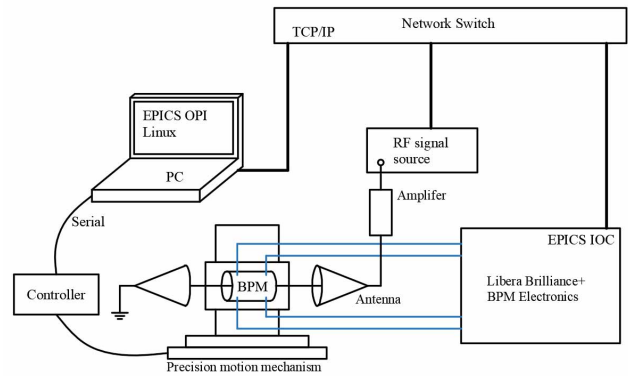 Network Switch
TCP/IP
EPICS OPI
Linux
PC
RF signal
source
Amplifer
Serial
EPICS IOC
Controller
BPM
Antenna
Libera Brilliance+
BPM Electronics
Precision motion mechanism